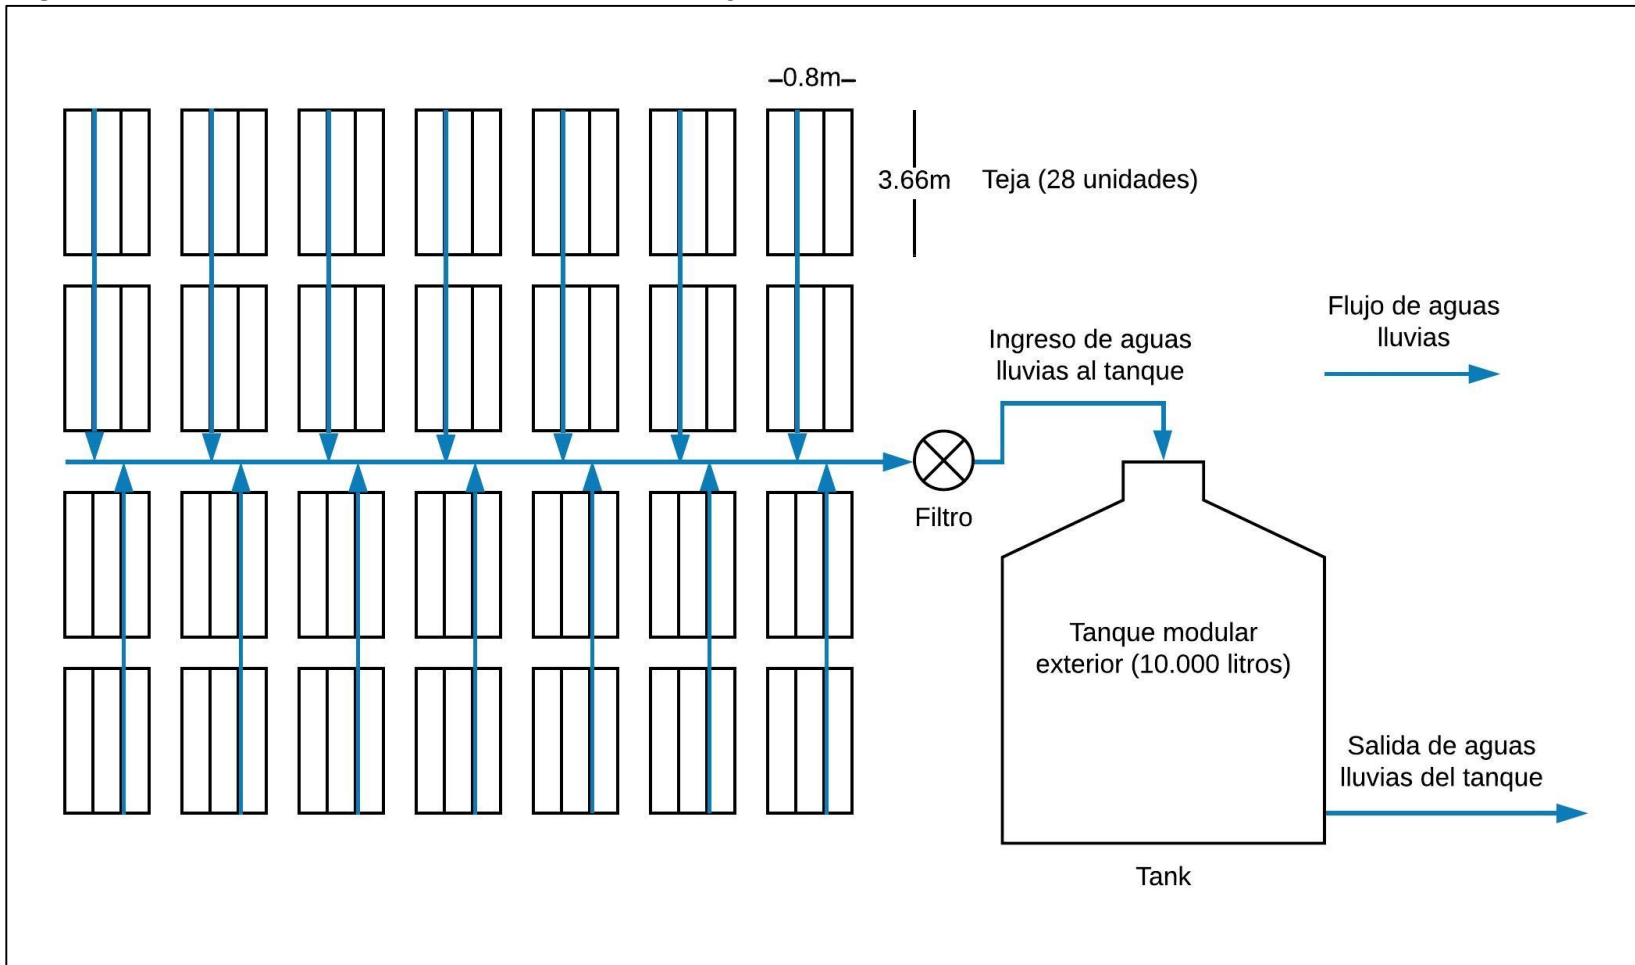 0.8m
3.66m
Teja (28 unidades)
Flujo de aguas
lluvias
Ingreso de aguas
lluvias al tanque
Filtro
Tanque modular
exterior (10.000 litros)
Salida de aguas
lluvias del tanque
Tank